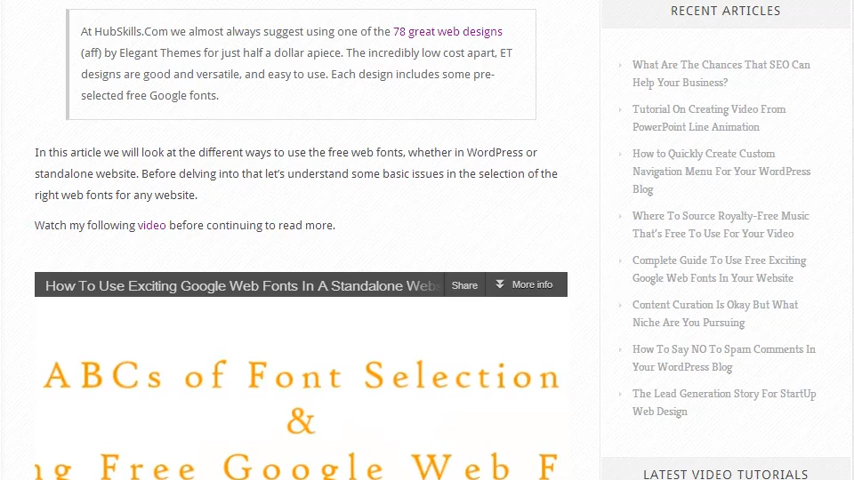 At HubSkills.Com we almost always suggest using one of the 78 great web designs
(aff) by Elegant Themes for just half a dollar apiece. The incredibly low cost apart, ET
designs are good and versatile, and easy to use. Each design includes some pre-
selected free Google fonts.
In this article we will look at the different ways to use the free web fonts, whether in WordPress or
standalone website. Before delving into that let's understand some basic issues in the selection of the
right web fonts for any website.
Watch my following video before continuing to read more.
How To Use Exciting Google Web Fonts In A Standalone Webs
Share
More info
ABCs of Font Selection
&
ng Free Google Web F
RECENT ARTICLES
What Are The Chances That SEO Can
Help Your Business?
Tutorial On Creating Video From
PowerPoint Line Animation
How to Quickly Create Custom
Navigation Menu For Your WordPress
Blog
Where To Source Royalty-Free Music
That's Free To Use For Your Video
Complete Guide To Use Free Exciting
Google Web Fonts In Your Website
Content Curation Is Okay But What
Niche Are You Pursuing
How To Say NO To Spam Comments In
Your WordPress Blog
The Lead Generation Story For StartUp
Web Design
LATEST VIDEO TUTORIALS